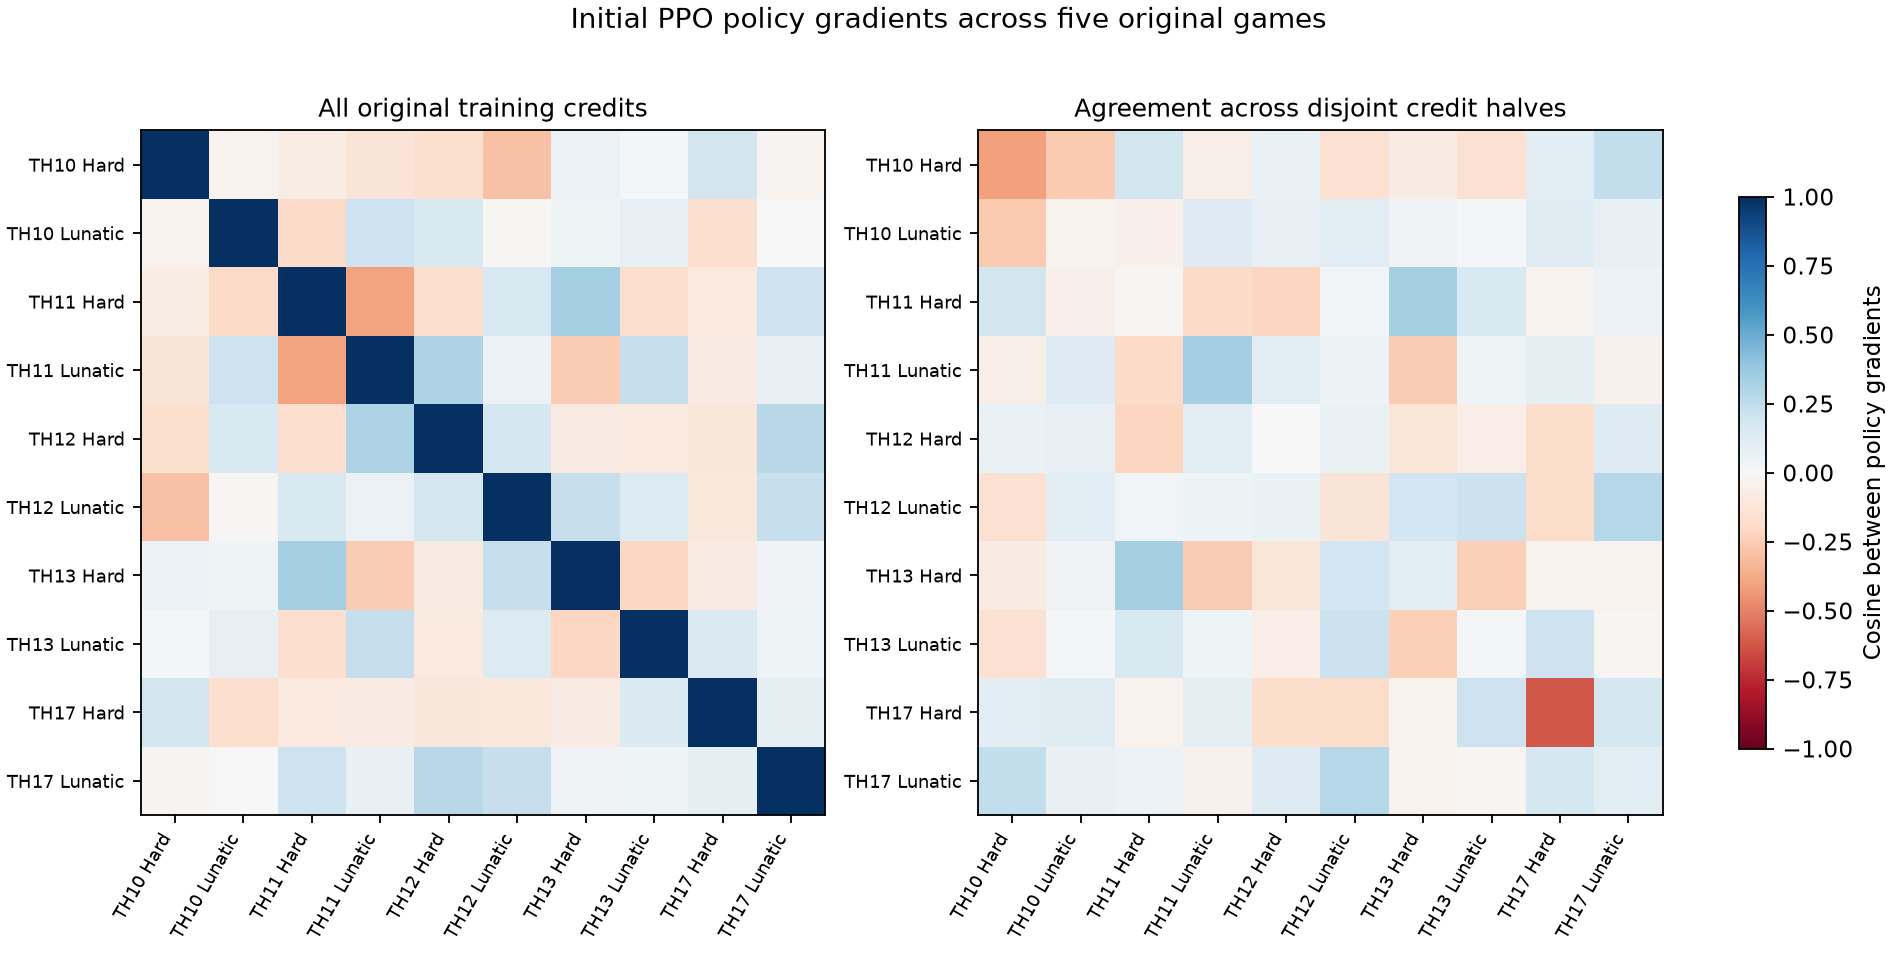 Initial PPO policy gradients across five original games
All original training credits
TH10 Hard
TH10 Lunatic
TH11 Hard
TH11 Lunatic
TH12 Hard
TH12 Lunatic
TH13 Hard
TH13 Lunatic
TH17 Hard
TH17 Lunatic
TH10 Hard
TH10 Lunatic
TH11 Hard
TH11 Lunatic
TH12 Hard
TH12 Lunatic
TH13 Hard
TH13 Lunatic
TH17 Hard
TH17 Lunatic
Agreement across disjoint credit halves
TH10 Hard
TH10 Lunatic
TH11 Hard
TH11 Lunatic
TH12 Hard
TH12 Lunatic
TH13 Hard
TH13 Lunatic
TH17 Hard
TH17 Lunatic
TH10 Hard
TH10 Lunatic
TH11 Hard
TH11 Lunatic
TH12 Hard
TH12 Lunatic
TH13 Hard
TH13 Lunatic
TH17 Hard
TH17 Lunatic
1.00
0.75
0.50
0.25
0.00
−0.25
−0.50
−0.75
−1.00
Cosine between policy gradients